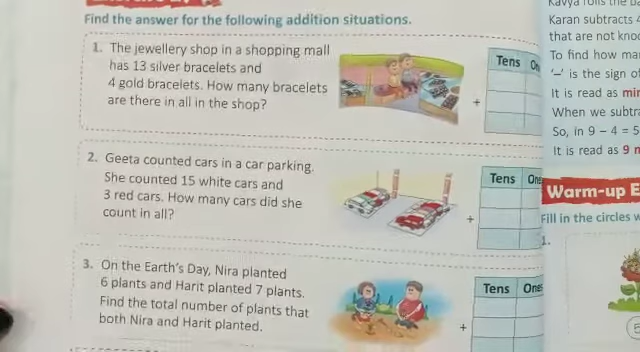 Find the answer for the following addition situations.
1. The jewellery shop in a shopping mall
has 13 silver bracelets and
4 gold bracelets. How many bracelets
are there in all in the shop?
Tens
+
2. Geeta counted cars in a car parking.
She counted 15 white cars and
3 red cars. How many cars did she
count in all?
Tens One
+
3. On the Earth's Day, Nira planted
6 plants and Harit planted 7 plants.
Find the total number of plants that
both Nira and Harit planted.
Tens Ones
+
Kavya rolls the
Karan subtracts
that are not
To find how
'–' is the sign
It is read as
When we
So, in 9 – 4 = 5
It is read as 9
Warm-up
Fill in the circles
1.